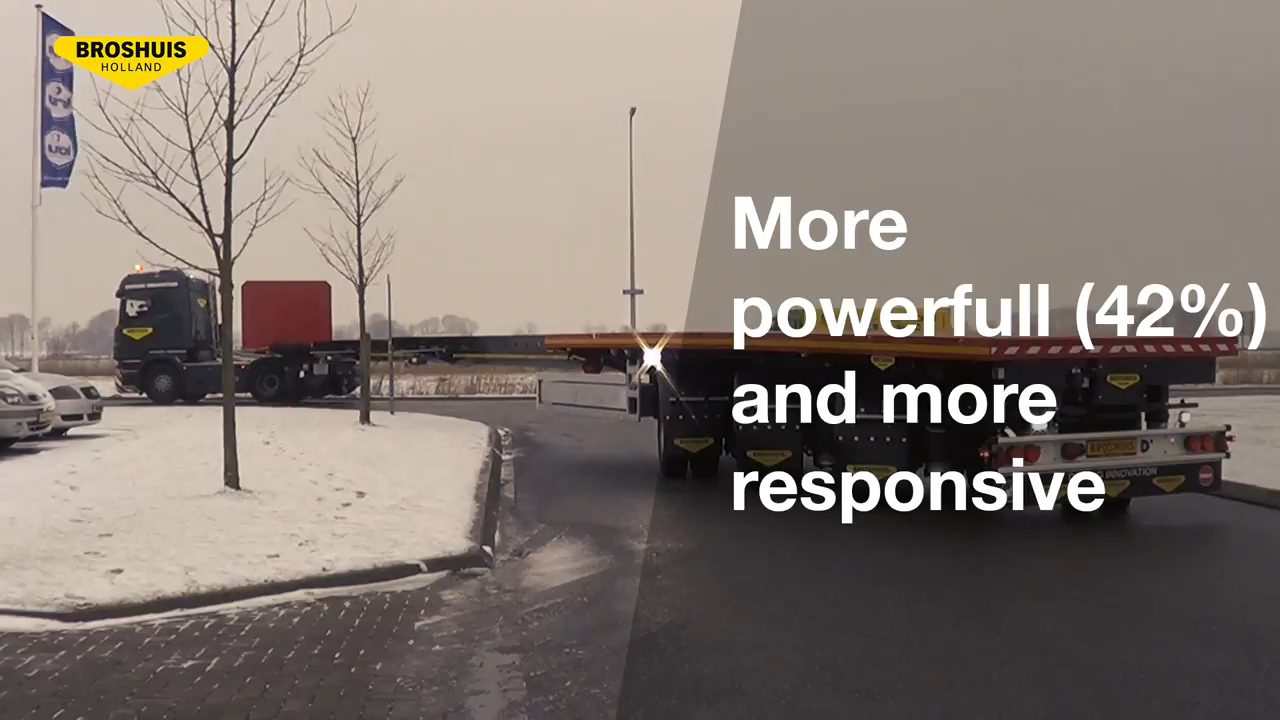 BROSHUIS
HOLLAND
More
powerfull (42%)
and more
responsive
BROSHUIS
INNOVATION